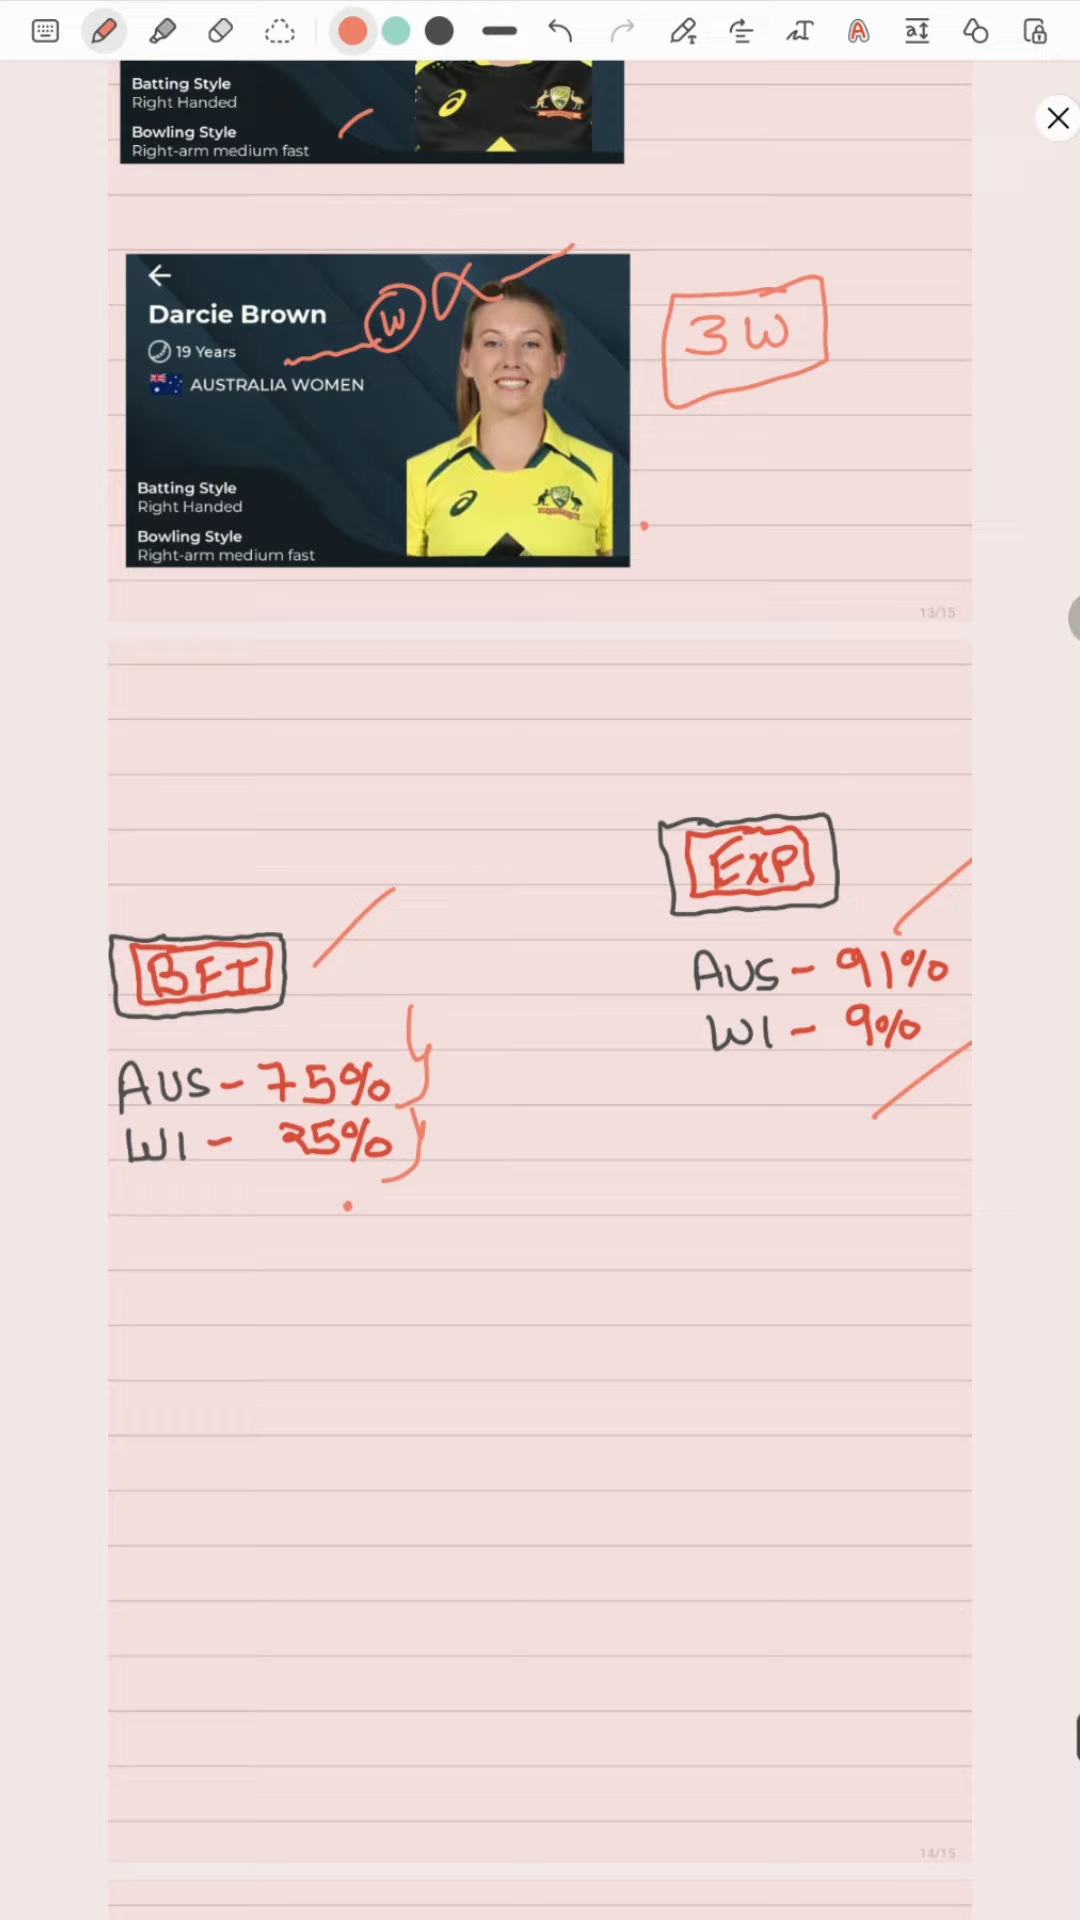 Batting Style
Right Handed
Bowling Style
Right-arm medium fast
Darcie Brown
W
19 Years
AUSTRALIA WOMEN
3W
Batting Style
Right Handed
Bowling Style
Right-arm medium fast
13/15
EXP
BFI
AUS - 91%
WI - 9%
AUS - 75%
WI - 25%
14/15